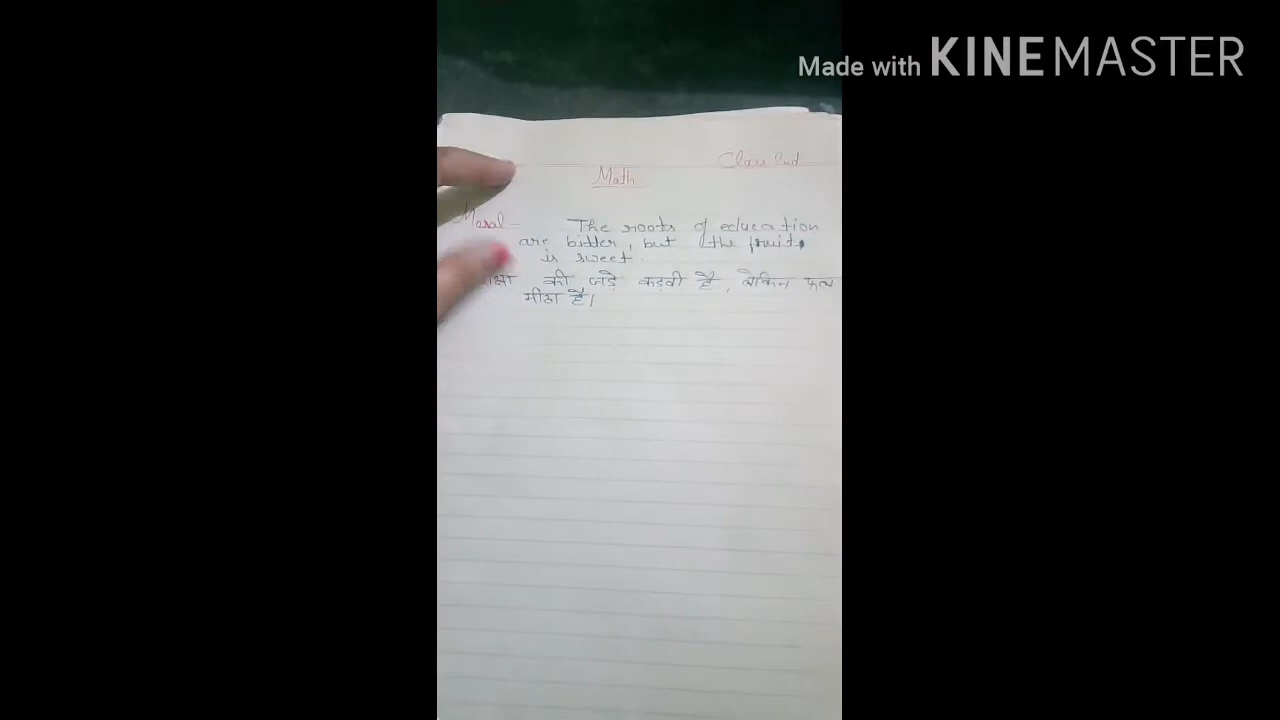 Made with KINEMASTER
Class 2nd
Math
Moral - The roots of education
are bitter, but the fruit
is sweet.
की जड़े कड़वी है, लेकिन फल
मीठा है।